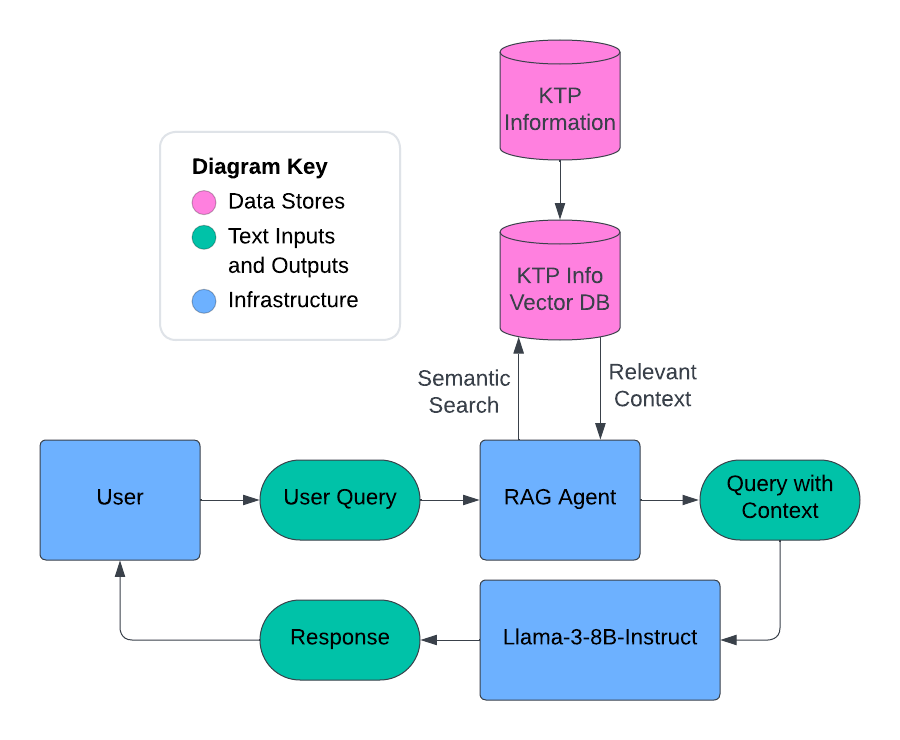 KTP
Information
Diagram Key
Data Stores
Text Inputs
and Outputs
Infrastructure
KTP Info
Vector DB
Semantic
Search
Relevant
Context
User
User Query
RAG Agent
Query with
Context
Response
Llama-3-8B-Instruct